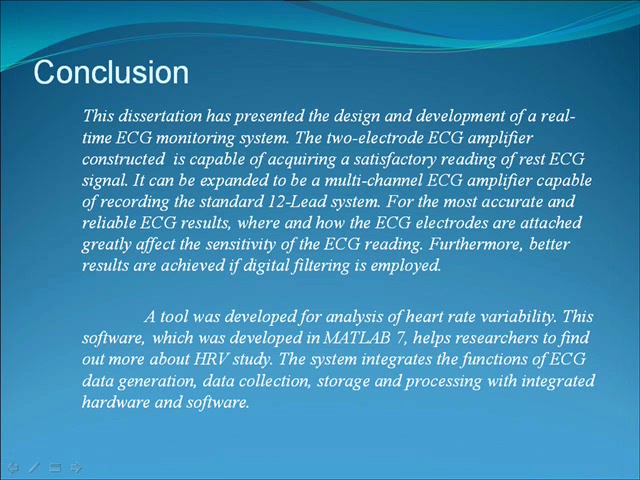 Conclusion
This dissertation has presented the design and development of a real-
time ECG monitoring system. The two-electrode ECG amplifier
constructed  is capable of acquiring a satisfactory reading of rest ECG
signal. It can be expanded to be a multi-channel ECG amplifier capable
of recording the standard 12-Lead system. For the most accurate and
reliable ECG results, where and how the ECG electrodes are attached
greatly affect the sensitivity of the ECG reading. Furthermore, better
results are achieved if digital filtering is employed.
A tool was developed for analysis of heart rate variability. This
software, which was developed in MATLAB 7, helps researchers to find
out more about HRV study. The system integrates the functions of ECG
data generation, data collection, storage and processing with integrated
hardware and software.